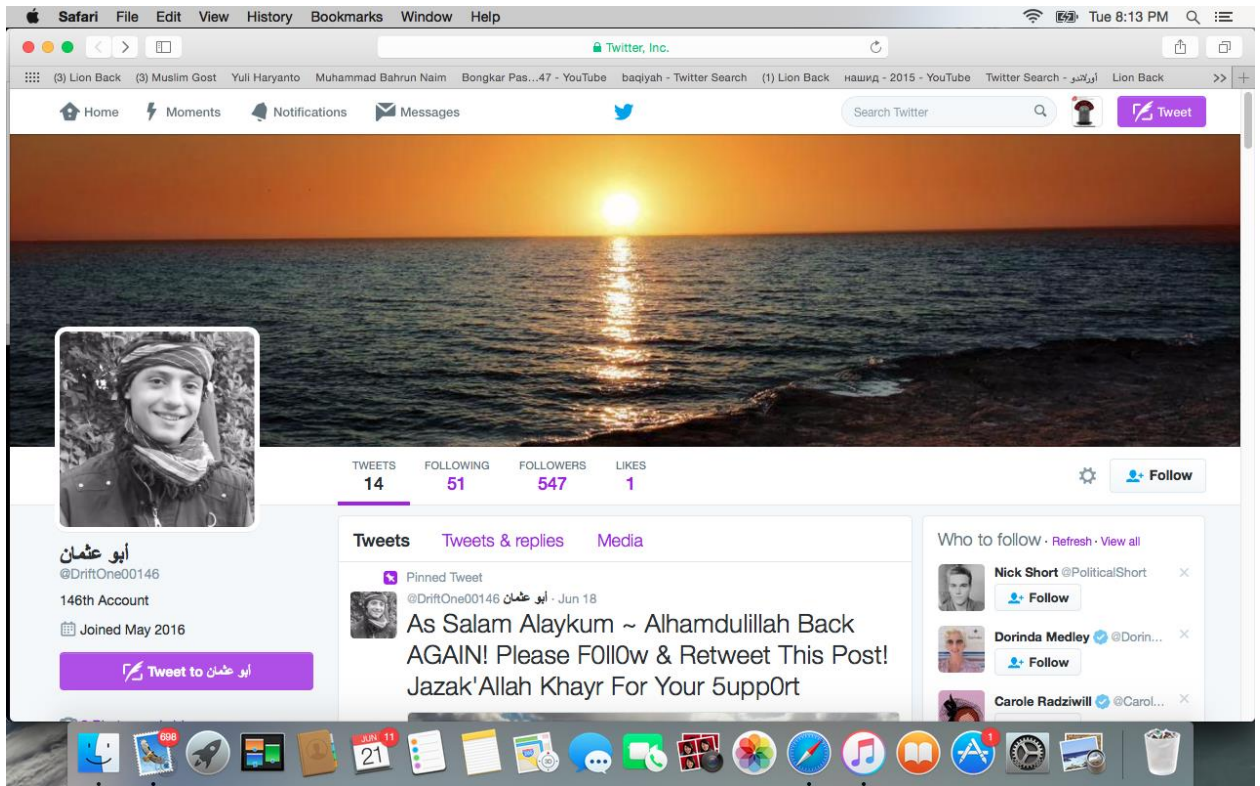 Safari File Edit View History Bookmarks Window Help Tue 8:13 PM
Twitter, Inc.
(3) Lion Back (3) Muslim Gost Yuli Haryanto Muhammad Bahrun Naim Bongkar Pas...47 - YouTube baqiyah - Twitter Search (1) Lion Back нашид - 2015 - YouTube Twitter Search - أورلاندو Lion Back >>
Home Moments Notifications Messages Search Twitter Tweet
TWEETS FOLLOWING FOLLOWERS LIKES
14 51 547 1
Follow
أبو عثمان
@DriftOne00146
146th Account
Joined May 2016
Tweet to أبو عثمان
Tweets Tweets & replies Media
Pinned Tweet
@DriftOne00146 أبو عثمان · Jun 18
As Salam Alaykum ~ Alhamdulillah Back
AGAIN! Please F0ll0w & Retweet This Post!
Jazak'Allah Khayr For Your 5upp0rt
Who to follow · Refresh · View all
Nick Short @PoliticalShort
Follow
Dorinda Medley @Dorin...
Follow
Carole Radziwill @Carol...
698
JUN 11
21
1